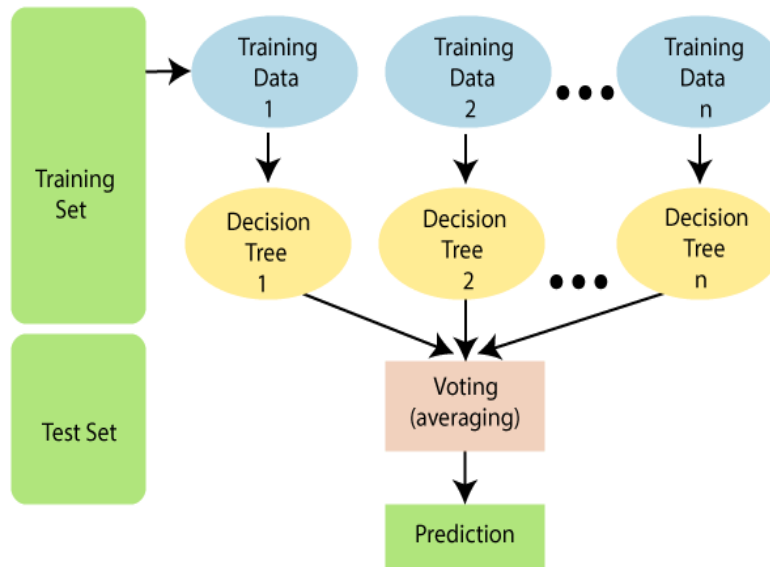 Training
Set
Test Set
Training
Data
1
Training
Data
2
Training
Data
n
Decision
Tree
1
Decision
Tree
2
Decision
Tree
n
Voting
(averaging)
Prediction